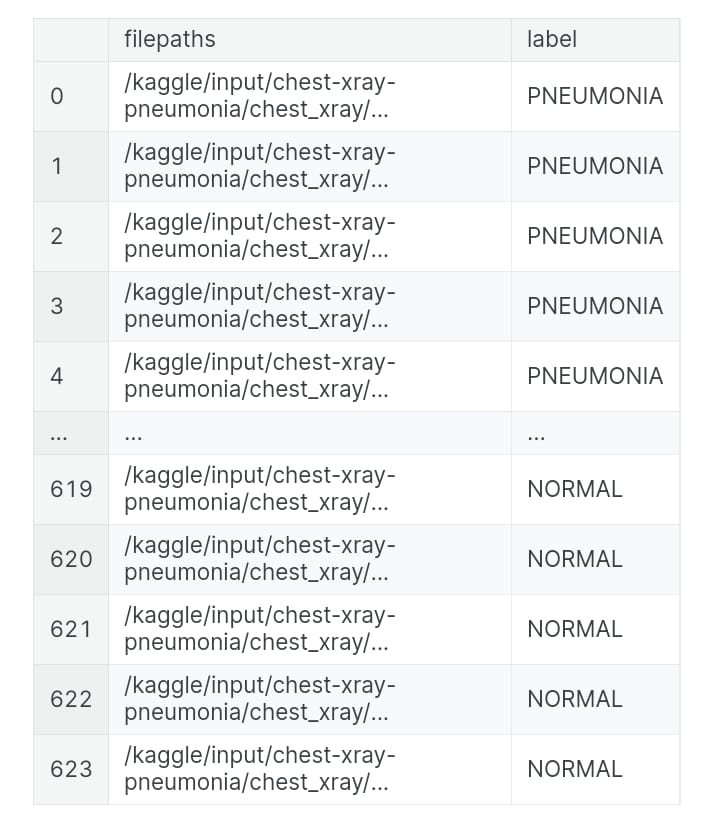 filepaths label
0 /kaggle/input/chest-xray-
pneumonia/chest_xray/... PNEUMONIA
1 /kaggle/input/chest-xray-
pneumonia/chest_xray/... PNEUMONIA
2 /kaggle/input/chest-xray-
pneumonia/chest_xray/... PNEUMONIA
3 /kaggle/input/chest-xray-
pneumonia/chest_xray/... PNEUMONIA
4 /kaggle/input/chest-xray-
pneumonia/chest_xray/... PNEUMONIA
... ... ...
619 /kaggle/input/chest-xray-
pneumonia/chest_xray/... NORMAL
620 /kaggle/input/chest-xray-
pneumonia/chest_xray/... NORMAL
621 /kaggle/input/chest-xray-
pneumonia/chest_xray/... NORMAL
622 /kaggle/input/chest-xray-
pneumonia/chest_xray/... NORMAL
623 /kaggle/input/chest-xray-
pneumonia/chest_xray/... NORMAL